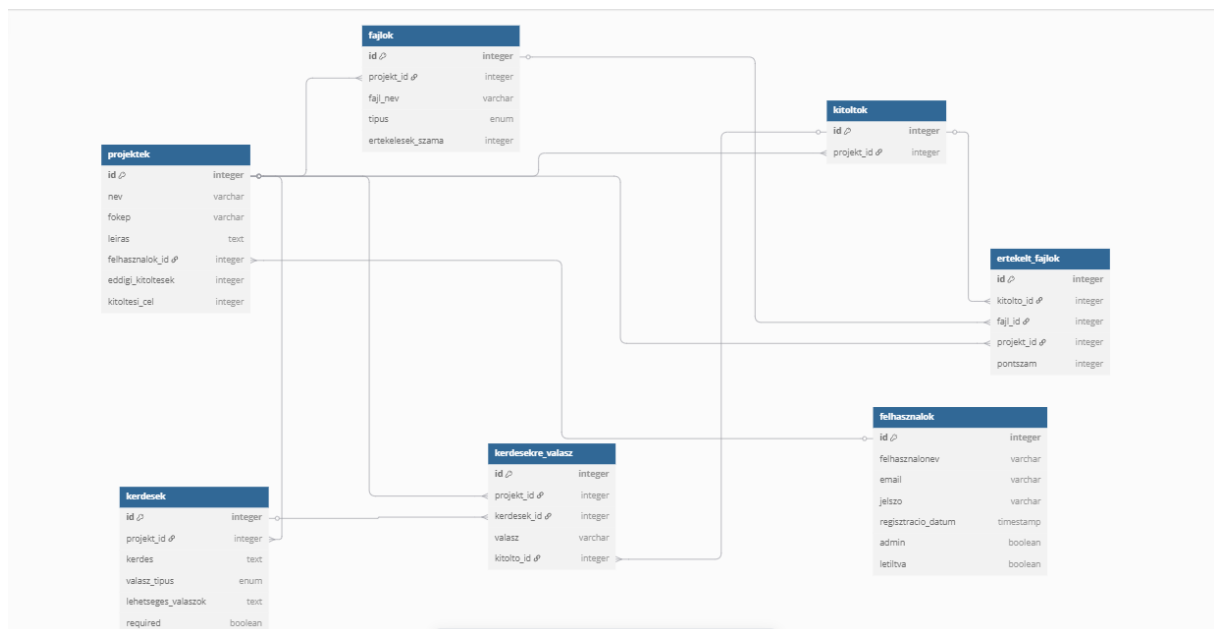 fajlok
id integer
projekt_id integer
fajl_nev varchar
tipus enum
ertekelesek_szama integer
kitoltok
id integer
projekt_id integer
projektek
id integer
nev varchar
fokep varchar
leiras text
felhasznalok_id integer
eddigi_kitoltesek integer
kitoltesi_cel integer
ertekelt_fajlok
id integer
kitolto_id integer
fajl_id integer
projekt_id integer
pontszam integer
felhasznalok
id integer
felhasznalonev varchar
email varchar
jelszo varchar
regisztracio_datum timestamp
admin boolean
letiltva boolean
kerdesekre_valasz
id integer
projekt_id integer
kerdesek_id integer
valasz varchar
kitolto_id integer
kerdesek
id integer
projekt_id integer
kerdes text
valasz_tipus enum
lehetseges_valaszok text
required boolean